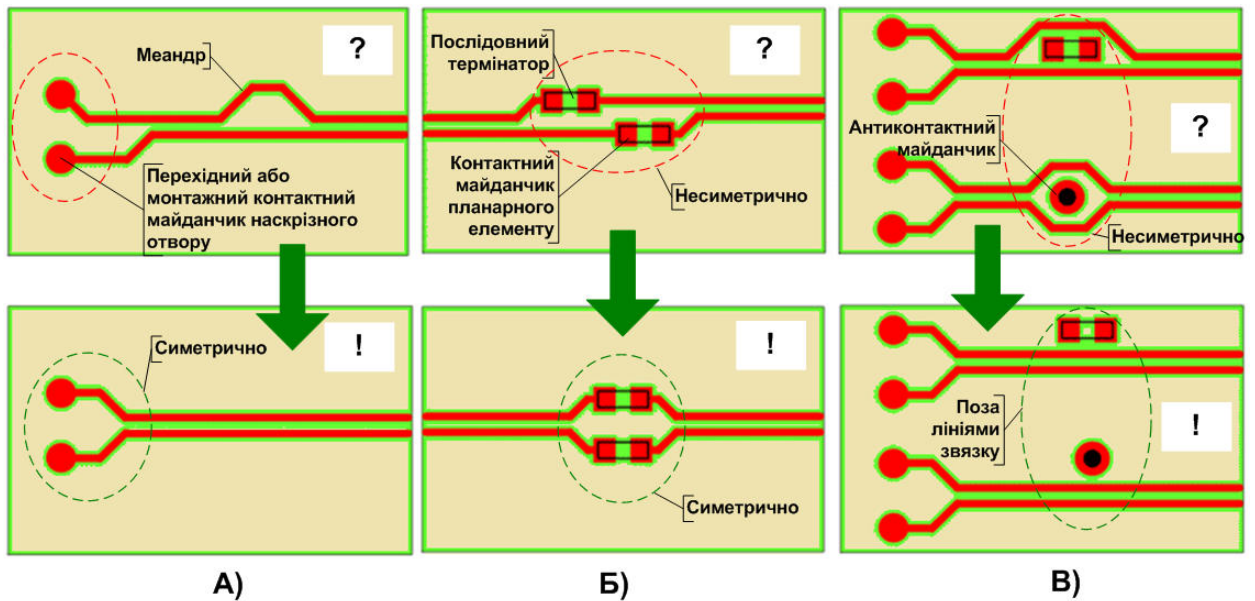 ?
Меандр
Перехідний або
монтажний контактний
майданчик наскрізного
отвору
!
Симетрично
А)
?
Послідовний
термінатор
Контактний
майданчик
планарного
елементу
Несиметрично
!
Симетрично
Б)
?
Антиконтактний
майданчик
Несиметрично
!
Поза
лініями
звязку
В)